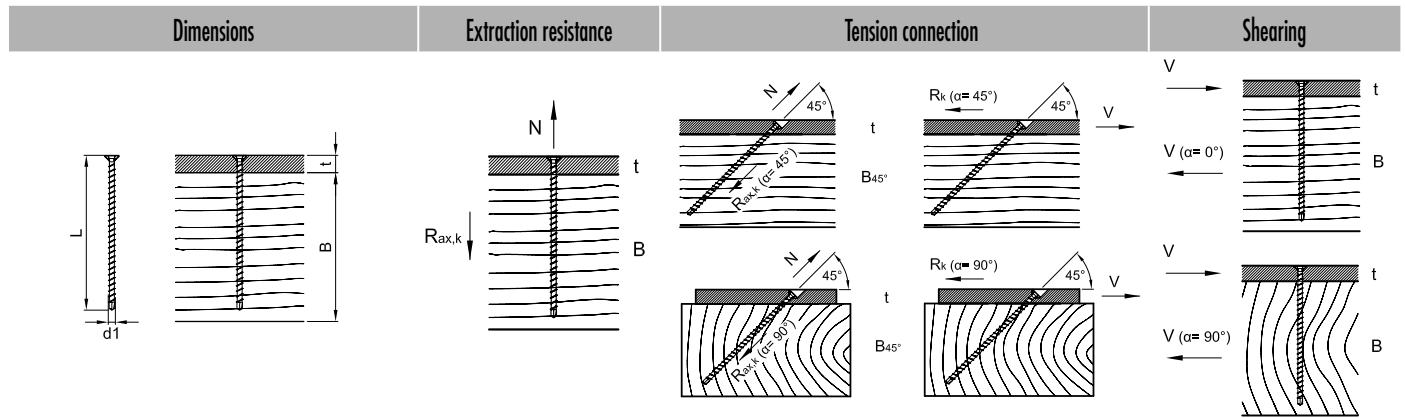 Dimensions
Extraction resistance
Tension connection
Shearing
L
d1
t
B
N
Rax,k
t
B
N
45°
Rax,k (α= 45°)
t
B45°
Rk (α= 45°)
45°
V
N
45°
Rax,k (α= 90°)
t
B45°
Rk (α= 90°)
45°
V
V
t
V (α= 0°)
B
V
t
V (α= 90°)
B